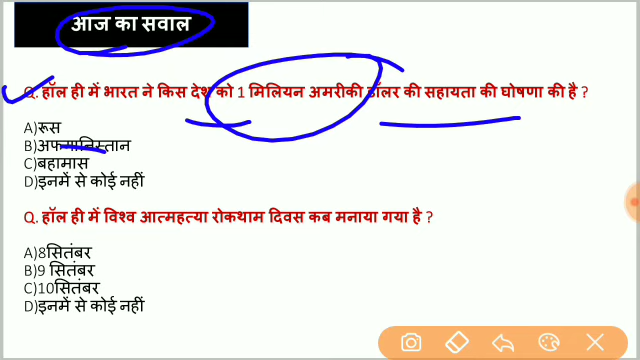 आज का सवाल
Q. हॉल ही में भारत ने किस देश को 1 मिलियन अमरीकी डॉलर की सहायता की घोषणा की है ?
A)रूस
B)अफगानिस्तान
C)बहामास
D)इनमें से कोई नहीं
Q. हॉल ही में विश्व आत्महत्या रोकथाम दिवस कब मनाया गया है ?
A)8सितंबर
B)9 सितंबर
C)10सितंबर
D)इनमें से कोई नहीं